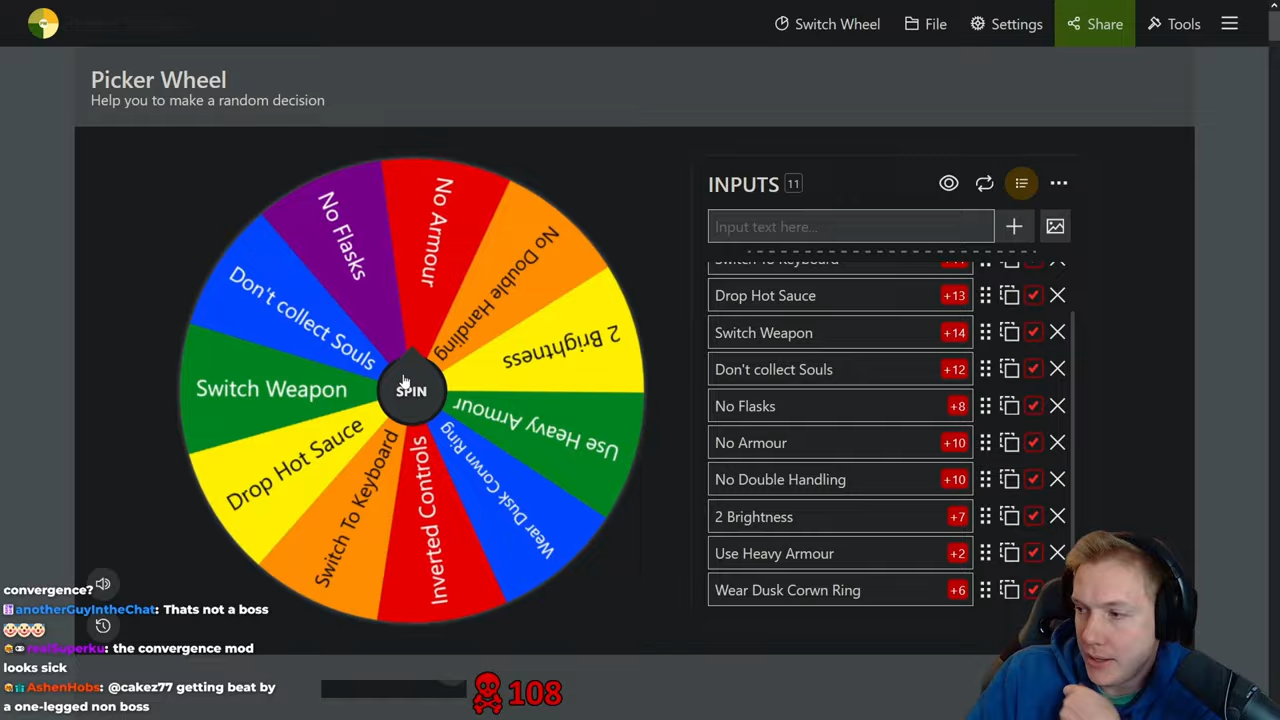 Switch Wheel
File
Settings
Share
Tools
Picker Wheel
Help you to make a random decision
No Armour
No Double Handling
2 Brightness
Use Heavy Armour
Wear Dusk Corwn Ring
Inverted Controls
Switch To Keyboard
Drop Hot Sauce
Switch Weapon
Don't collect Souls
No Flasks
SPIN
INPUTS 11
Input text here...
Switch To Keyboard
Drop Hot Sauce +13
Switch Weapon +14
Don't collect Souls +12
No Flasks +8
No Armour +10
No Double Handling +10
2 Brightness +7
Use Heavy Armour +2
Wear Dusk Corwn Ring +6
convergence?
anotherGuyIntheChat: Thats not a boss
realSuperku: the convergence mod
looks sick
AshenHobs: @cakez77 getting beat by
a one-legged non boss
108